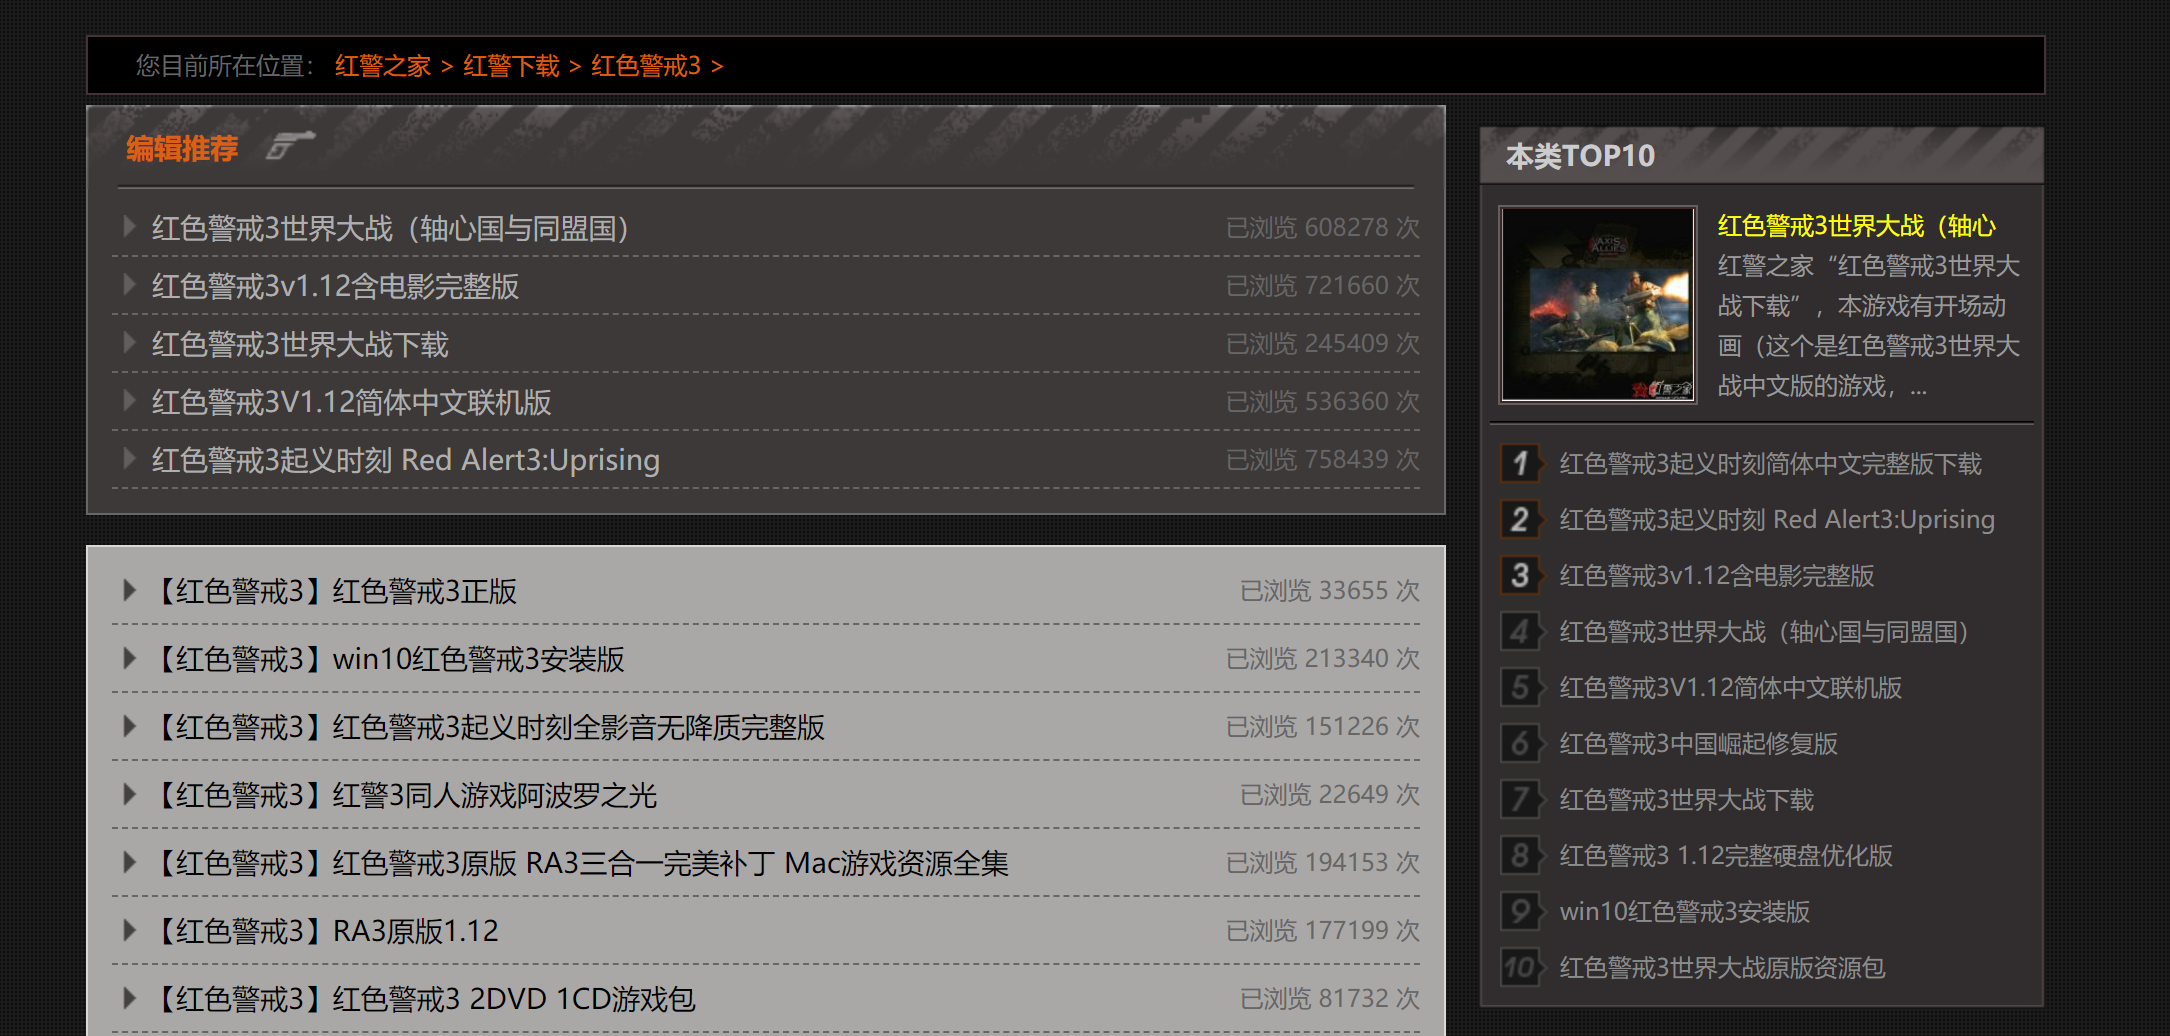 您目前所在位置： 红警之家 > 红警下载 > 红色警戒3 >
编辑推荐
红色警戒3世界大战（轴心国与同盟国） 已浏览 608278 次
红色警戒3v1.12含电影完整版 已浏览 721660 次
红色警戒3世界大战下载 已浏览 245409 次
红色警戒3V1.12简体中文联机版 已浏览 536360 次
红色警戒3起义时刻 Red Alert3:Uprising 已浏览 758439 次
【红色警戒3】红色警戒3正版 已浏览 33655 次
【红色警戒3】win10红色警戒3安装版 已浏览 213340 次
【红色警戒3】红色警戒3起义时刻全影音无降质完整版 已浏览 151226 次
【红色警戒3】红警3同人游戏阿波罗之光 已浏览 22649 次
【红色警戒3】红色警戒3原版 RA3三合一完美补丁 Mac游戏资源全集 已浏览 194153 次
【红色警戒3】RA3原版1.12 已浏览 177199 次
【红色警戒3】红色警戒3 2DVD 1CD游戏包 已浏览 81732 次
本类TOP10
AXIS
ALLIES
红警之家
红色警戒3世界大战（轴心
红警之家“红色警戒3世界大
战下载”，本游戏有开场动
画（这个是红色警戒3世界大
战中文版的游戏，...
1 红色警戒3起义时刻简体中文完整版下载
2 红色警戒3起义时刻 Red Alert3:Uprising
3 红色警戒3v1.12含电影完整版
4 红色警戒3世界大战（轴心国与同盟国）
5 红色警戒3V1.12简体中文联机版
6 红色警戒3中国崛起修复版
7 红色警戒3世界大战下载
8 红色警戒3 1.12完整硬盘优化版
9 win10红色警戒3安装版
10 红色警戒3世界大战原版资源包